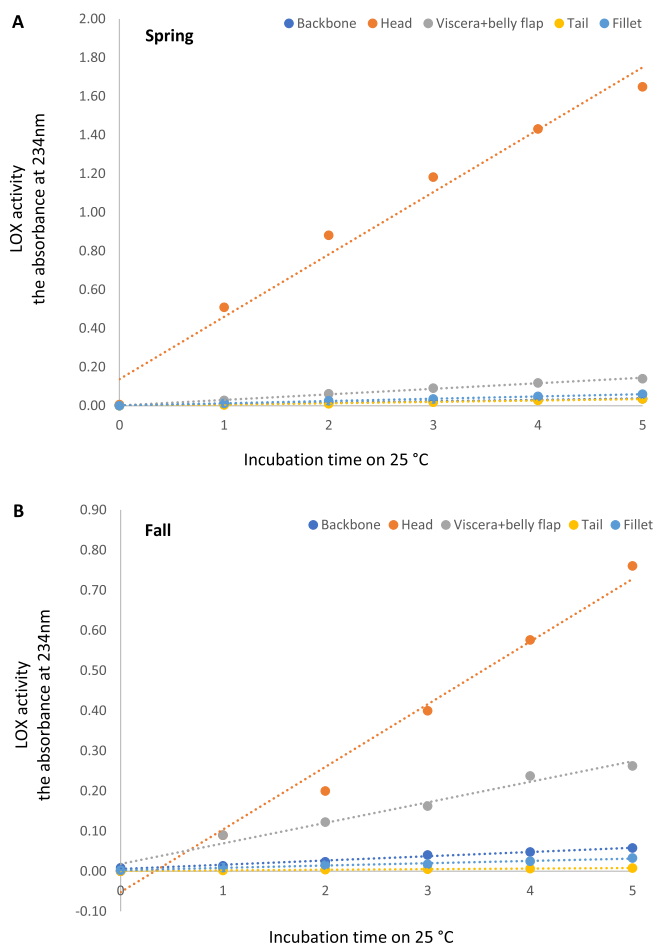 A
Spring
Backbone Head Viscera+belly flap Tail Fillet
2.00
1.80
1.60
1.40
1.20
1.00
0.80
0.60
0.40
0.20
0.00
LOX activity
the absorbance at 234nm
0 1 2 3 4 5
Incubation time on 25 °C
B
Fall
Backbone Head Viscera+belly flap Tail Fillet
0.90
0.80
0.70
0.60
0.50
0.40
0.30
0.20
0.10
0.00
-0.10
LOX activity
the absorbance at 234nm
0 1 2 3 4 5
Incubation time on 25 °C